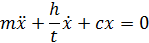 mẍ + h/t ẋ + cx = 0